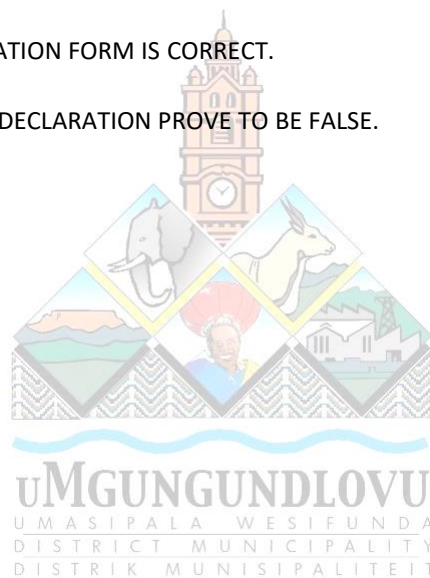 ATION FORM IS CORRECT.
DECLARATION PROVE TO BE FALSE.
UMGUNGUNDLOVU
UMASIPALA WESIFUNDA
DISTRICT MUNICIPALITY
DISTRIK MUNISIPALITEIT